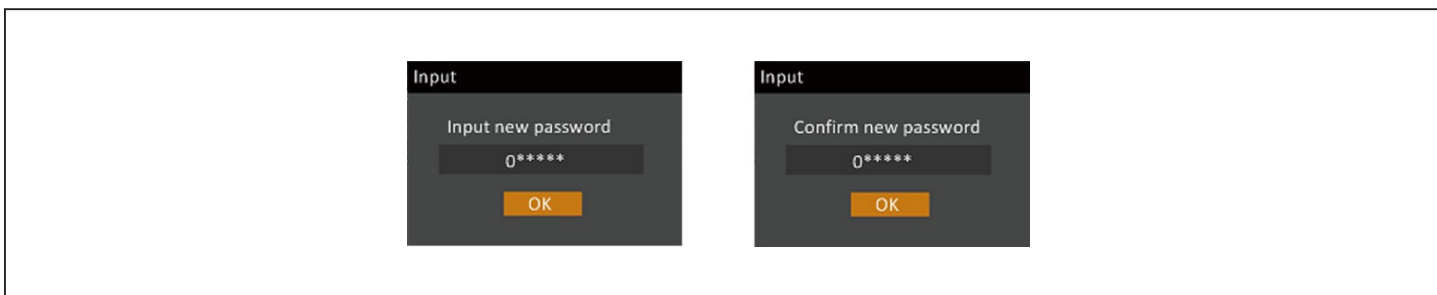 Input
Input new password
0*****
OK
Input
Confirm new password
0*****
OK